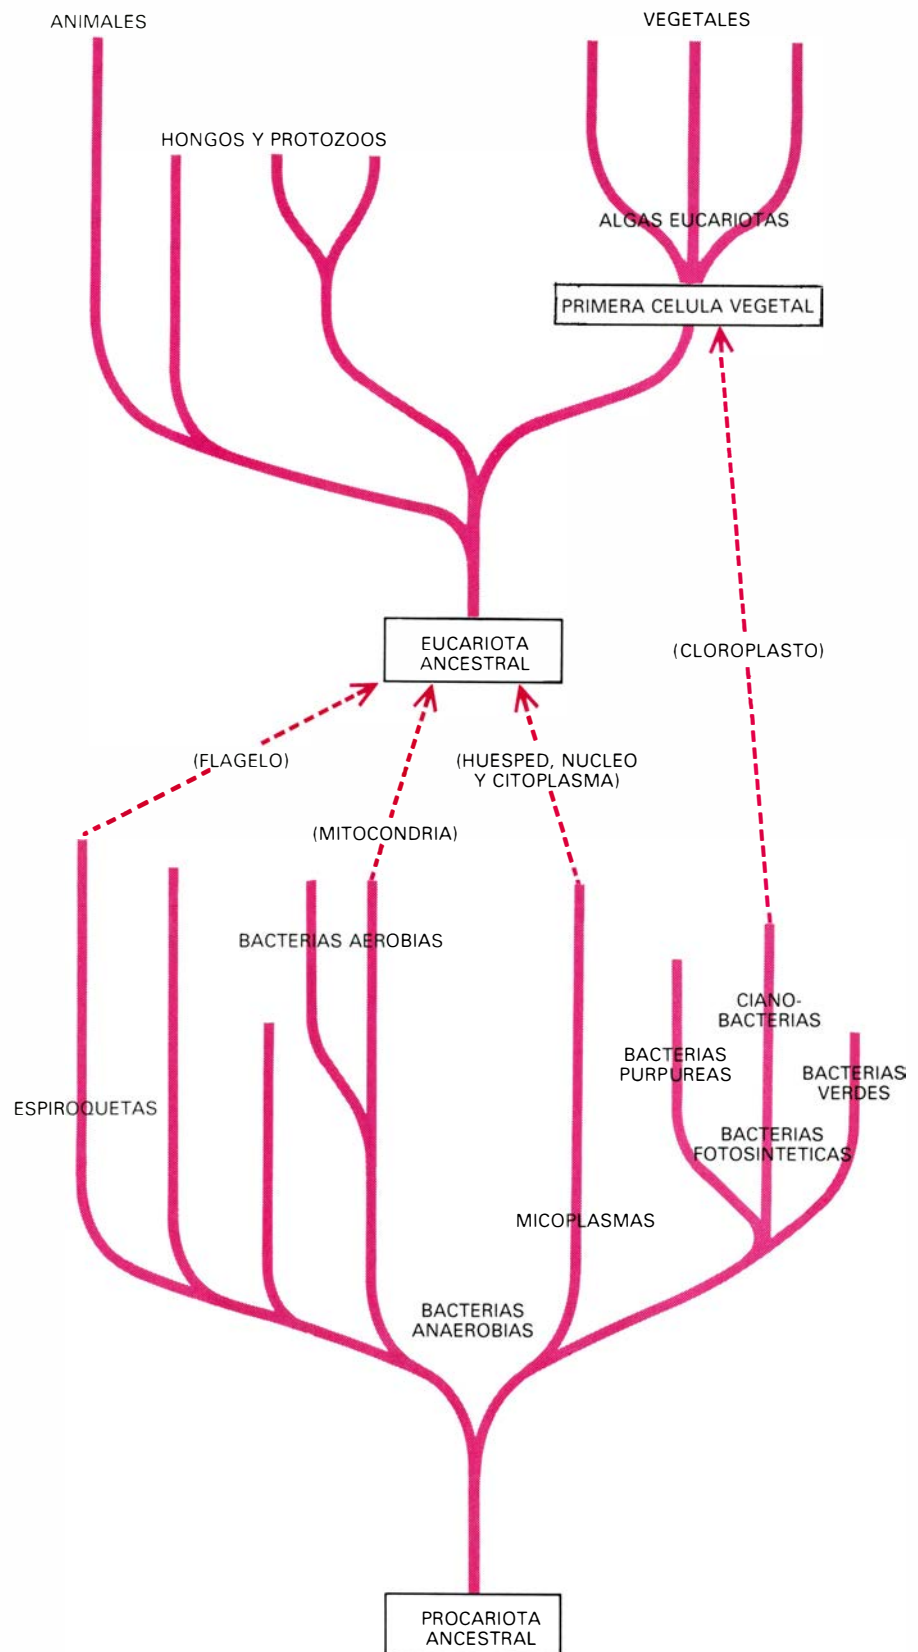 ANIMALES
VEGETALES
HONGOS Y PROTOZOOS
ALGAS EUCARIOTAS
PRIMERA CELULA VEGETAL
EUCARIOTA
ANCESTRAL
(CLOROPLASTO)
(FLAGELO)
(HUESPED, NUCLEO
Y CITOPLASMA)
(MITOCONDRIA)
BACTERIAS AEROBIAS
CIANO-
BACTERIAS
BACTERIAS
PURPUREAS
BACTERIAS
VERDES
ESPIROQUETAS
BACTERIAS
FOTOSINTETICAS
MICOPLASMAS
BACTERIAS
ANAEROBIAS
PROCARIOTA
ANCESTRAL